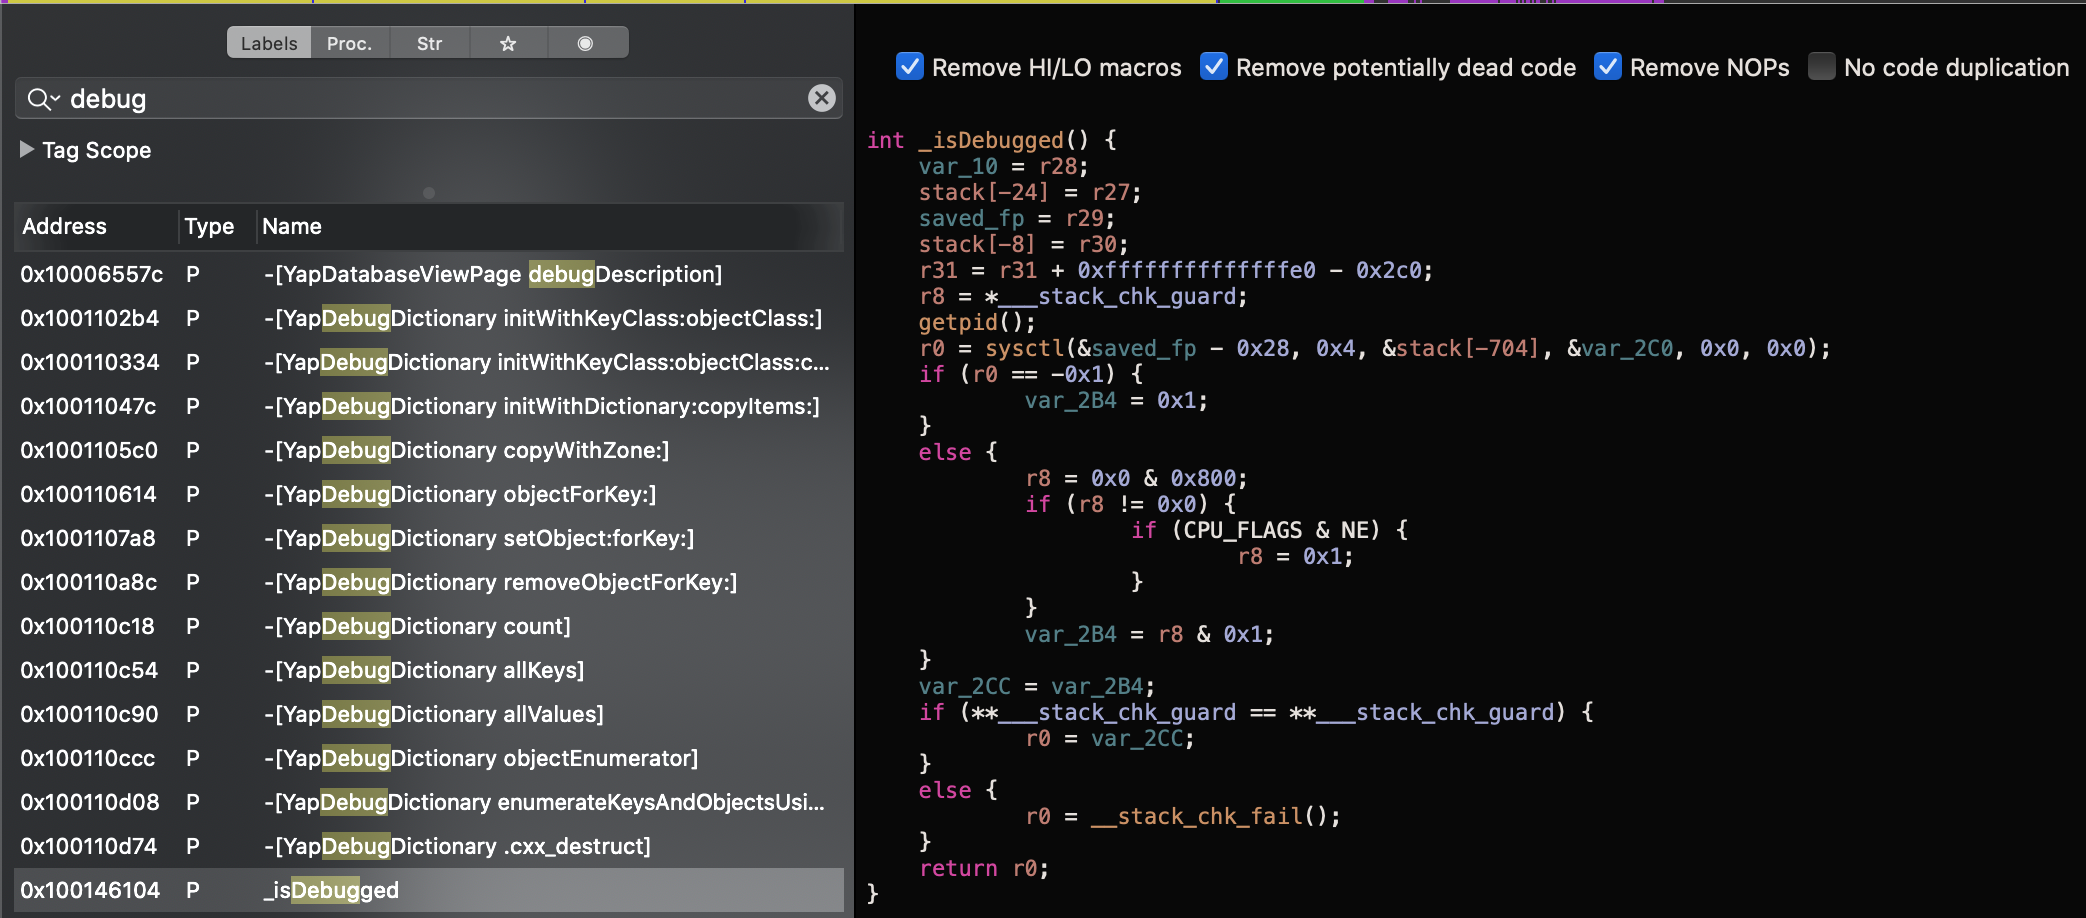 Labels Proc. Str
debug
Tag Scope
Address Type Name
0x10006557c P -[YapDatabaseViewPage debugDescription]
0x1001102b4 P -[YapDebugDictionary initWithKeyClass:objectClass:]
0x100110334 P -[YapDebugDictionary initWithKeyClass:objectClass:c...
0x10011047c P -[YapDebugDictionary initWithDictionary:copyItems:]
0x1001105c0 P -[YapDebugDictionary copyWithZone:]
0x100110614 P -[YapDebugDictionary objectForKey:]
0x1001107a8 P -[YapDebugDictionary setObject:forKey:]
0x100110a8c P -[YapDebugDictionary removeObjectForKey:]
0x100110c18 P -[YapDebugDictionary count]
0x100110c54 P -[YapDebugDictionary allKeys]
0x100110c90 P -[YapDebugDictionary allValues]
0x100110ccc P -[YapDebugDictionary objectEnumerator]
0x100110d08 P -[YapDebugDictionary enumerateKeysAndObjectsUsi...
0x100110d74 P -[YapDebugDictionary .cxx_destruct]
0x100146104 P _isDebugged
Remove HI/LO macros Remove potentially dead code Remove NOPs No code duplication
int _isDebugged() {
var_10 = r28;
stack[-24] = r27;
saved_fp = r29;
stack[-8] = r30;
r31 = r31 + 0xffffffffffffffe0 - 0x2c0;
r8 = *___stack_chk_guard;
getpid();
r0 = sysctl(&saved_fp - 0x28, 0x4, &stack[-704], &var_2C0, 0x0, 0x0);
if (r0 == -0x1) {
var_2B4 = 0x1;
}
else {
r8 = 0x0 & 0x800;
if (r8 != 0x0) {
if (CPU_FLAGS & NE) {
r8 = 0x1;
}
}
var_2B4 = r8 & 0x1;
}
var_2CC = var_2B4;
if (**___stack_chk_guard == **___stack_chk_guard) {
r0 = var_2CC;
}
else {
r0 = __stack_chk_fail();
}
return r0;
}